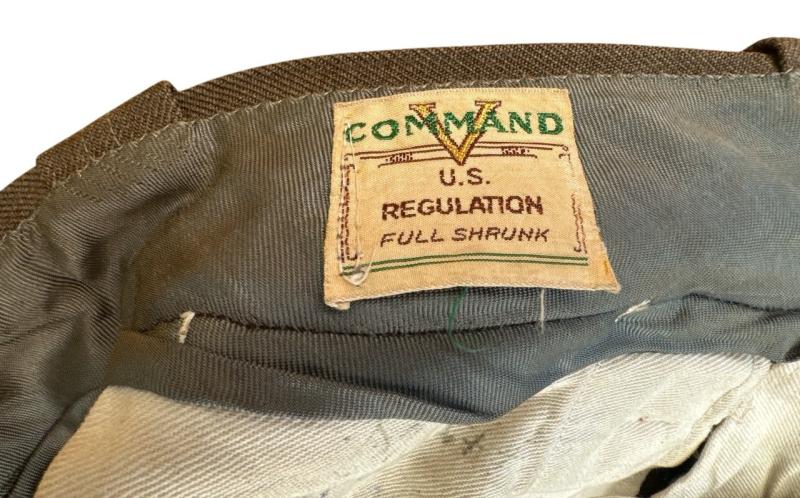 V
COMMAND
U.S.
REGULATION
FULL SHRUNK